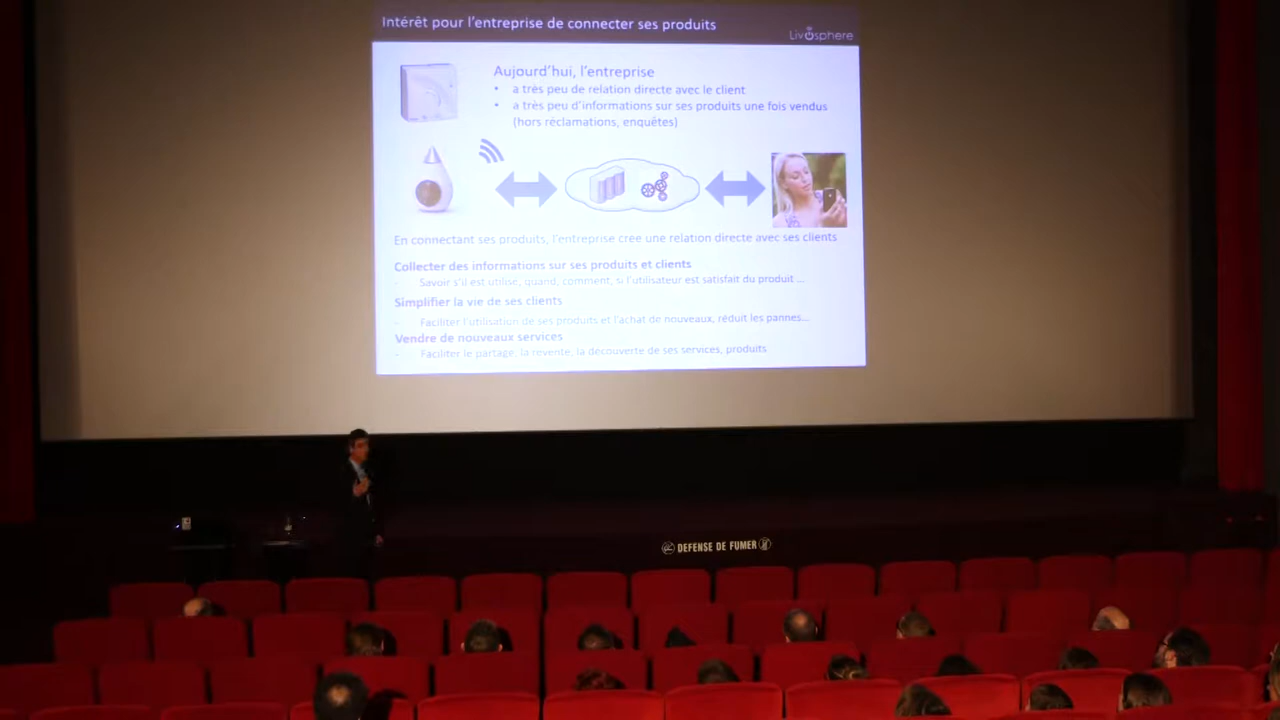 Intérêt pour l'entreprise de connecter ses produits
Livosphere
Aujourd'hui, l'entreprise
• a très peu de relation directe avec le client
• a très peu d'informations sur ses produits une fois vendus
(hors réclamations, enquêtes)
En connectant ses produits, l'entreprise crée une relation directe avec ses clients
Collecter des informations sur ses produits et clients
- Savoir s'il est utilisé, quand, comment, si l'utilisateur est satisfait du produit ...
Simplifier la vie de ses clients
- Faciliter l'utilisation de ses produits et l'achat de nouveaux, réduit les pannes...
Vendre de nouveaux services
- Faciliter le partage, la revente, la découverte de ses services, produits
DEFENSE DE FUMER